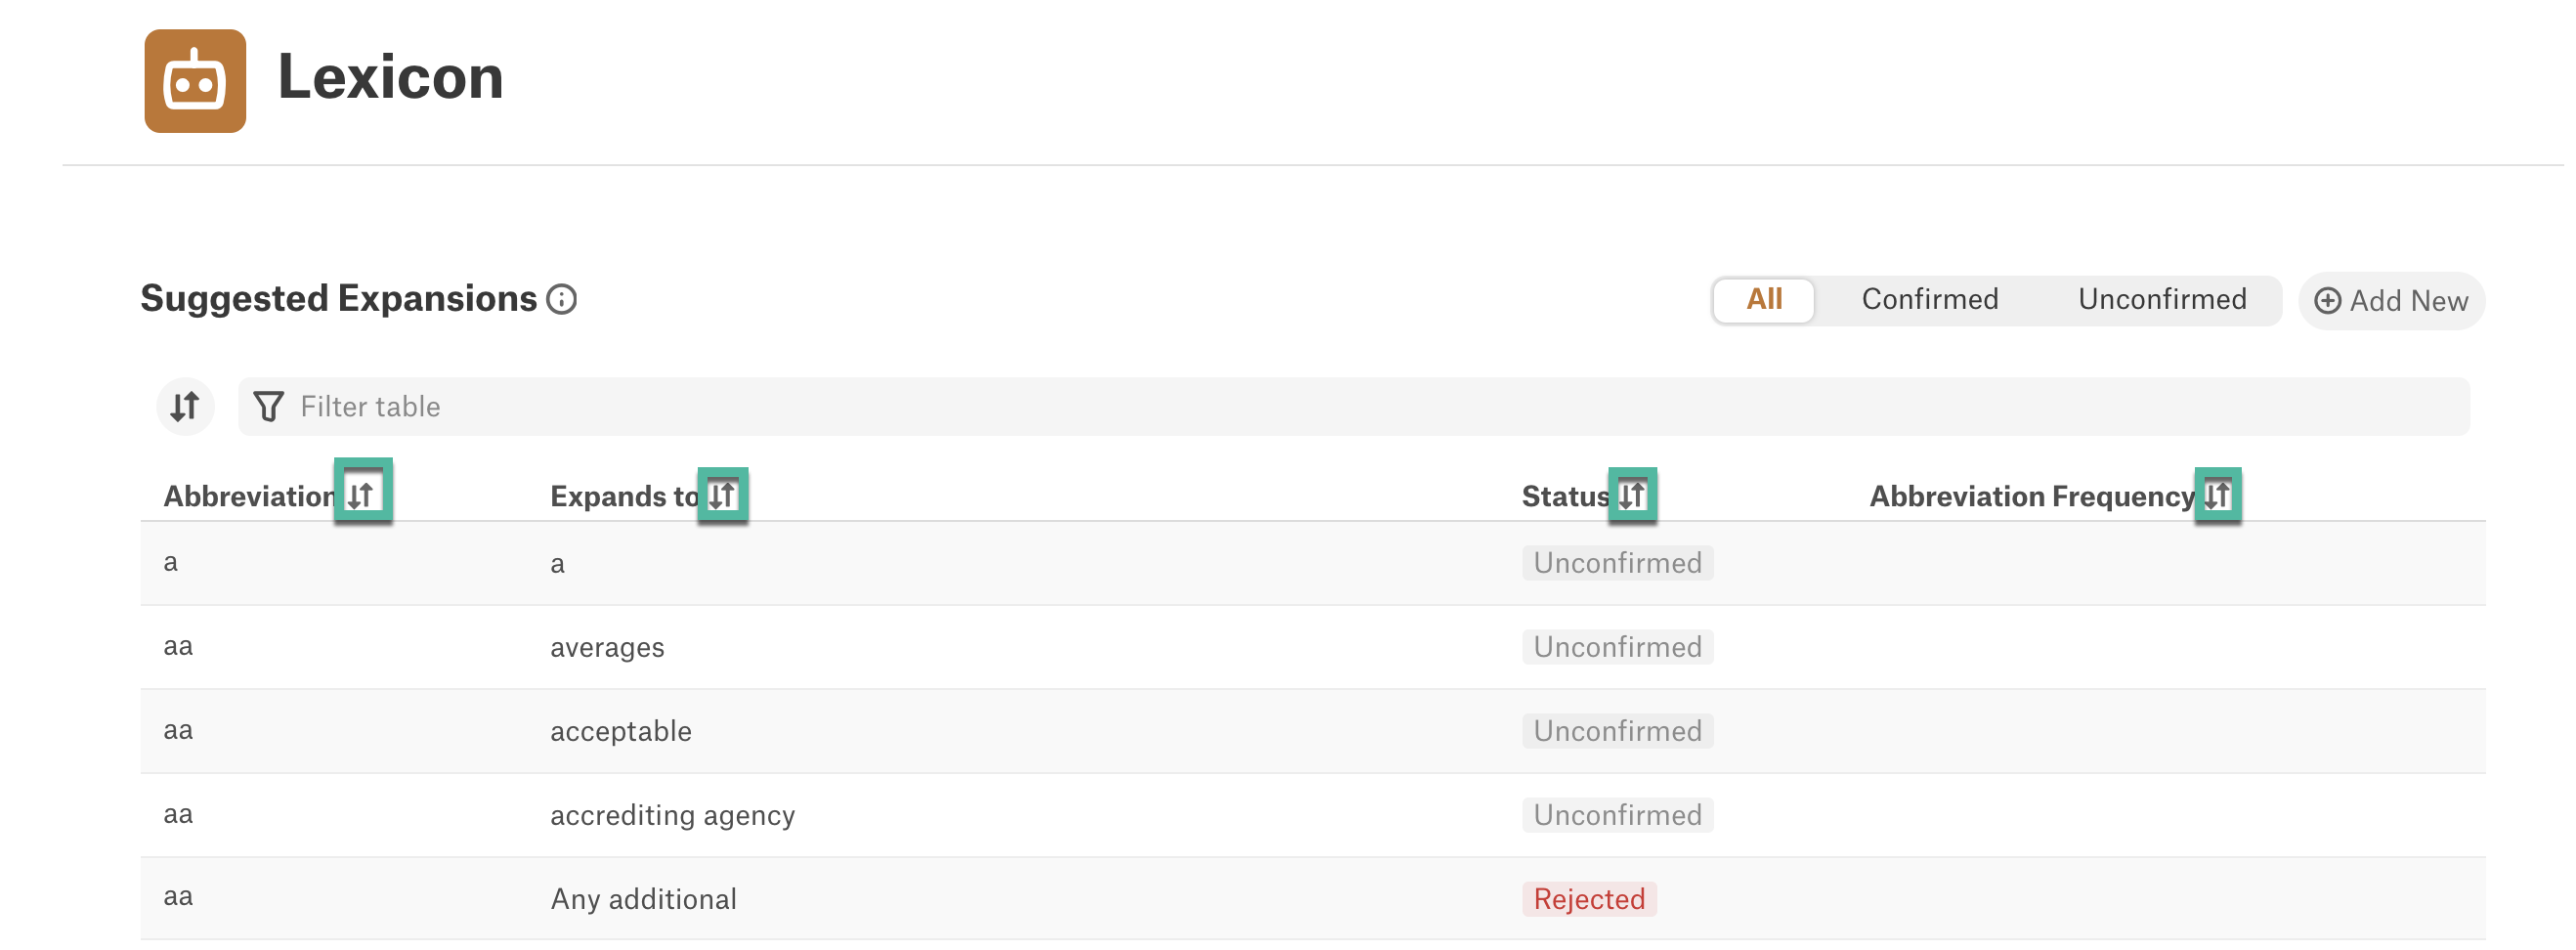 Lexicon
Suggested Expansions
All Confirmed Unconfirmed Add New
Filter table
Abbreviation Expands to Status Abbreviation Frequency
a a Unconfirmed
aa averages Unconfirmed
aa acceptable Unconfirmed
aa accrediting agency Unconfirmed
aa Any additional Rejected